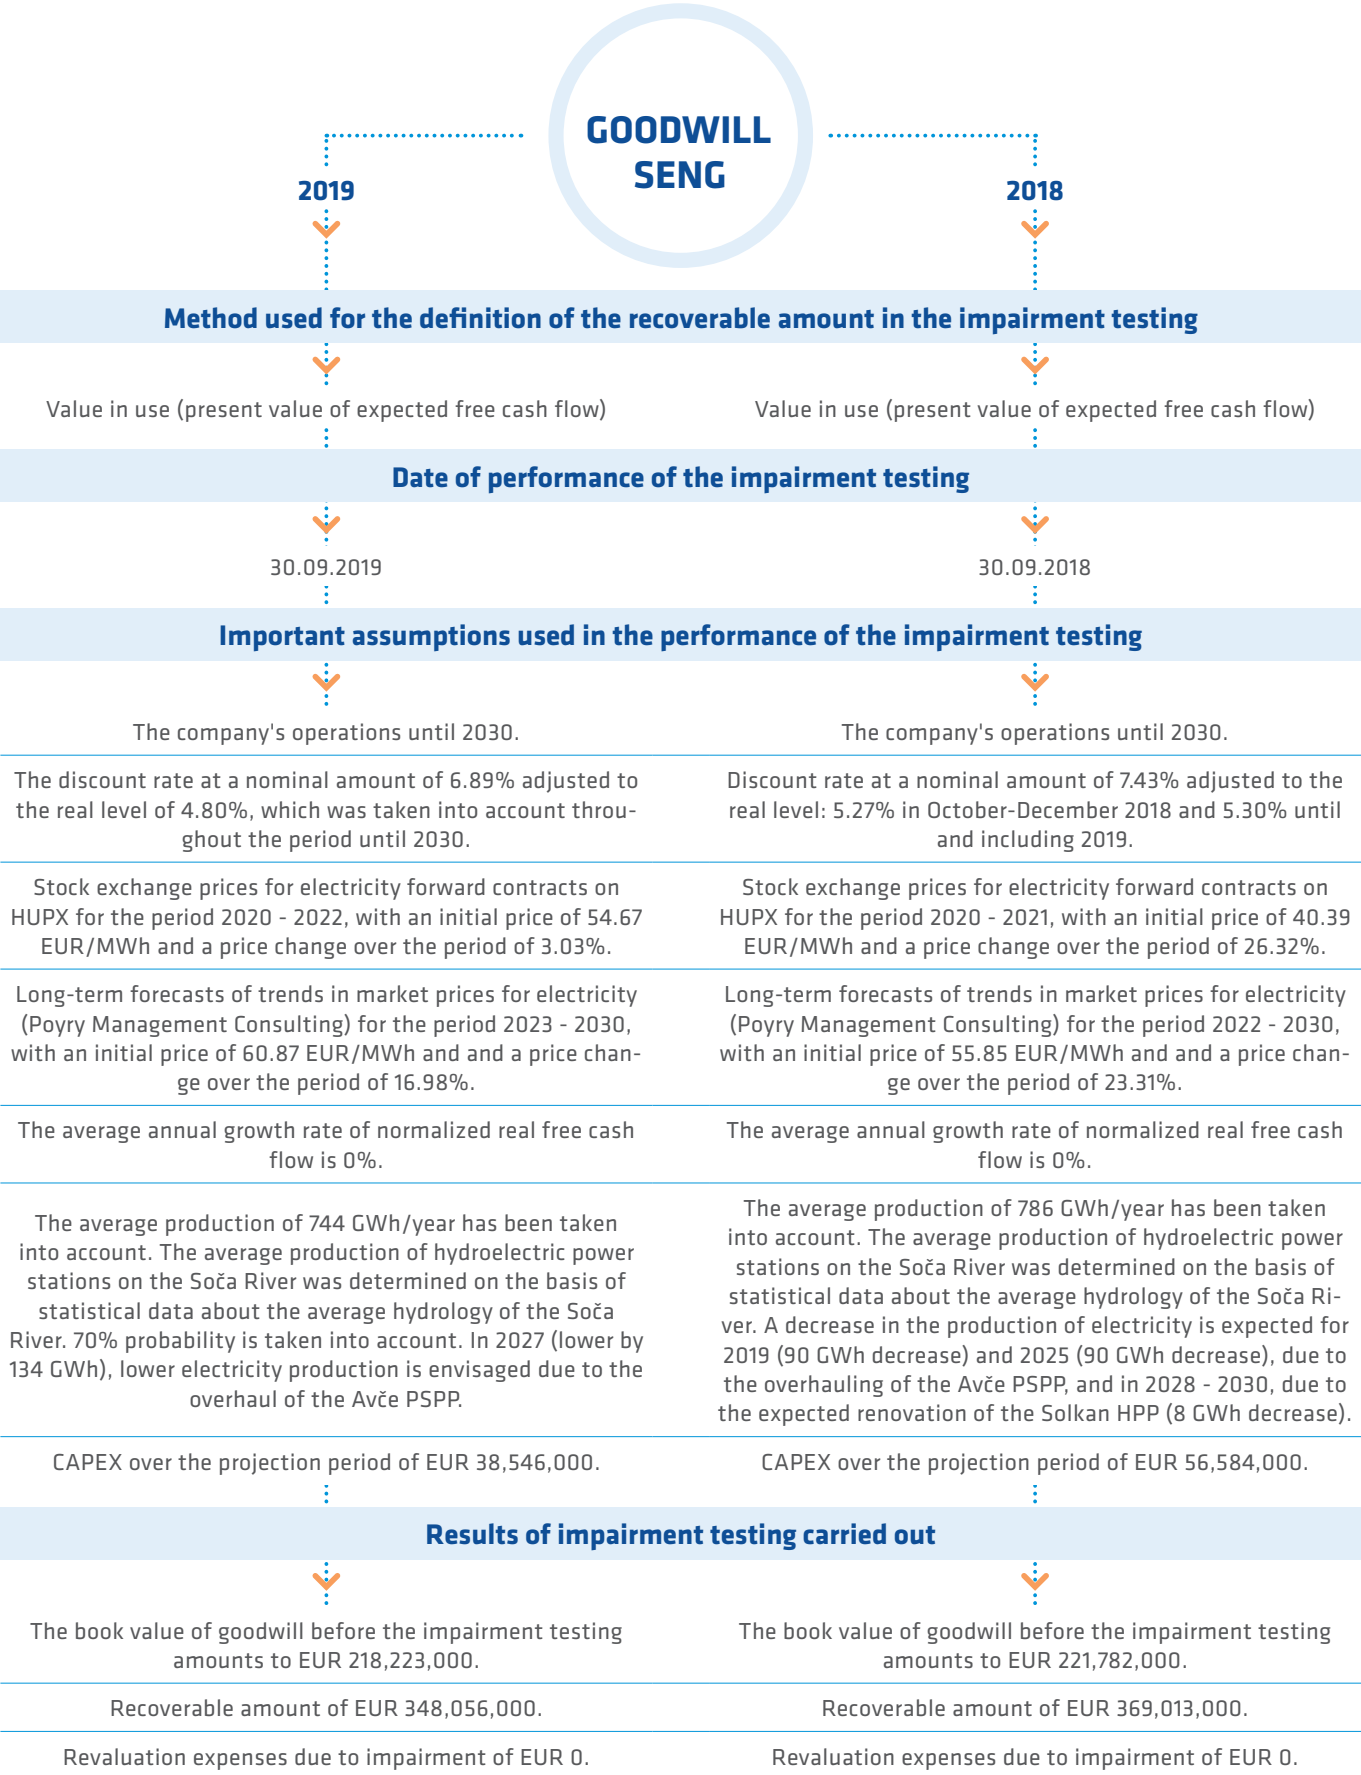 GOODWILL
SENG
2019
2018
Method used for the definition of the recoverable amount in the impairment testing
Value in use (present value of expected free cash flow)
Value in use (present value of expected free cash flow)
Date of performance of the impairment testing
30.09.2019
30.09.2018
Important assumptions used in the performance of the impairment testing
The company's operations until 2030.
The company's operations until 2030.
The discount rate at a nominal amount of 6.89% adjusted to
the real level of 4.80%, which was taken into account throu-
ghout the period until 2030.
Discount rate at a nominal amount of 7.43% adjusted to the
real level: 5.27% in October-December 2018 and 5.30% until
and including 2019.
Stock exchange prices for electricity forward contracts on
HUPX for the period 2020 - 2022, with an initial price of 54.67
EUR/MWh and a price change over the period of 3.03%.
Stock exchange prices for electricity forward contracts on
HUPX for the period 2020 - 2021, with an initial price of 40.39
EUR/MWh and a price change over the period of 26.32%.
Long-term forecasts of trends in market prices for electricity
(Poyry Management Consulting) for the period 2023 - 2030,
with an initial price of 60.87 EUR/MWh and and a price chan-
ge over the period of 16.98%.
Long-term forecasts of trends in market prices for electricity
(Poyry Management Consulting) for the period 2022 - 2030,
with an initial price of 55.85 EUR/MWh and and a price chan-
ge over the period of 23.31%.
The average annual growth rate of normalized real free cash
flow is 0%.
The average annual growth rate of normalized real free cash
flow is 0%.
The average production of 744 GWh/year has been taken
into account. The average production of hydroelectric power
stations on the Soča River was determined on the basis of
statistical data about the average hydrology of the Soča
River. 70% probability is taken into account. In 2027 (lower by
134 GWh), lower electricity production is envisaged due to the
overhaul of the Avče PSPP.
The average production of 786 GWh/year has been taken
into account. The average production of hydroelectric power
stations on the Soča River was determined on the basis of
statistical data about the average hydrology of the Soča Ri-
ver. A decrease in the production of electricity is expected for
2019 (90 GWh decrease) and 2025 (90 GWh decrease), due to
the overhauling of the Avče PSPP, and in 2028 - 2030, due to
the expected renovation of the Solkan HPP (8 GWh decrease).
CAPEX over the projection period of EUR 38,546,000.
CAPEX over the projection period of EUR 56,584,000.
Results of impairment testing carried out
The book value of goodwill before the impairment testing
amounts to EUR 218,223,000.
The book value of goodwill before the impairment testing
amounts to EUR 221,782,000.
Recoverable amount of EUR 348,056,000.
Recoverable amount of EUR 369,013,000.
Revaluation expenses due to impairment of EUR 0.
Revaluation expenses due to impairment of EUR 0.